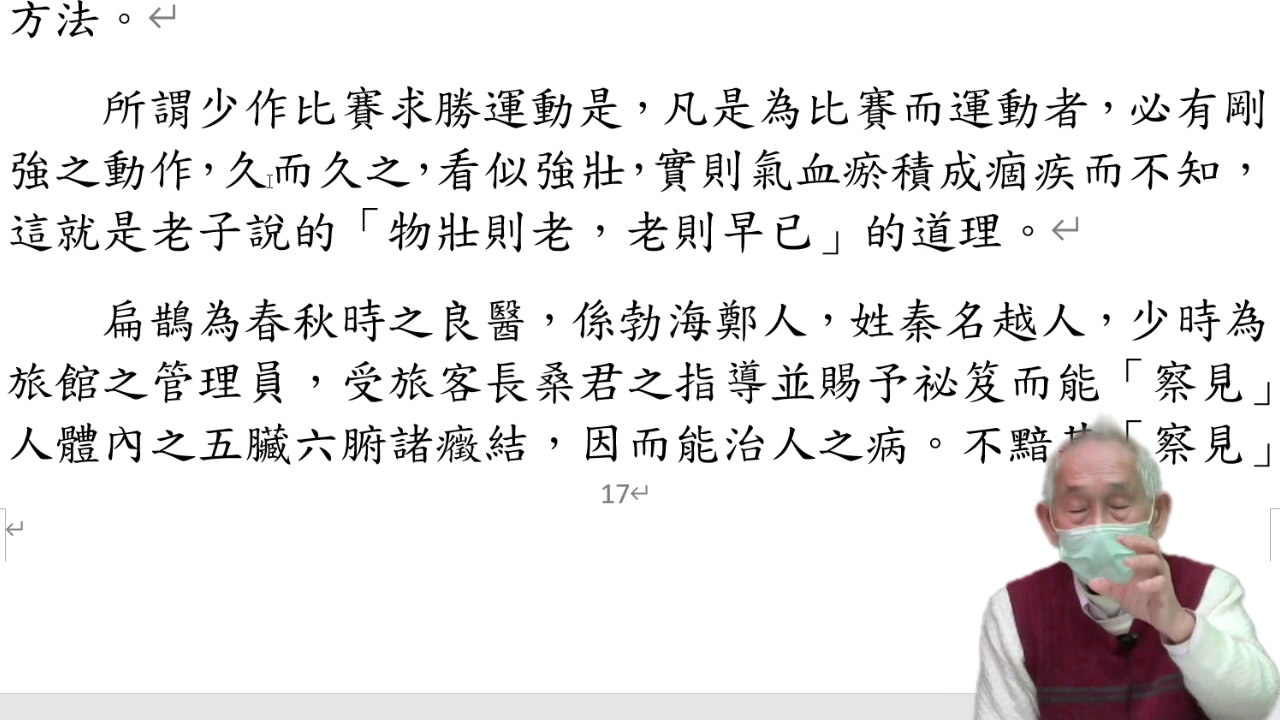 方法。
所謂少作比賽求勝運動是，凡是為比賽而運動者，必有剛
強之動作，久而久之，看似強壯，實則氣血瘀積成痼疾而不知，
這就是老子說的「物壯則老，老則早已」的道理。
扁鵲為春秋時之良醫，係勃海鄭人，姓秦名越人，少時為
旅館之管理員，受旅客長桑君之指導並賜予祕笈而能「察見」
人體內之五臟六腑諸癥結，因而能治人之病。不黯其「察見」
17